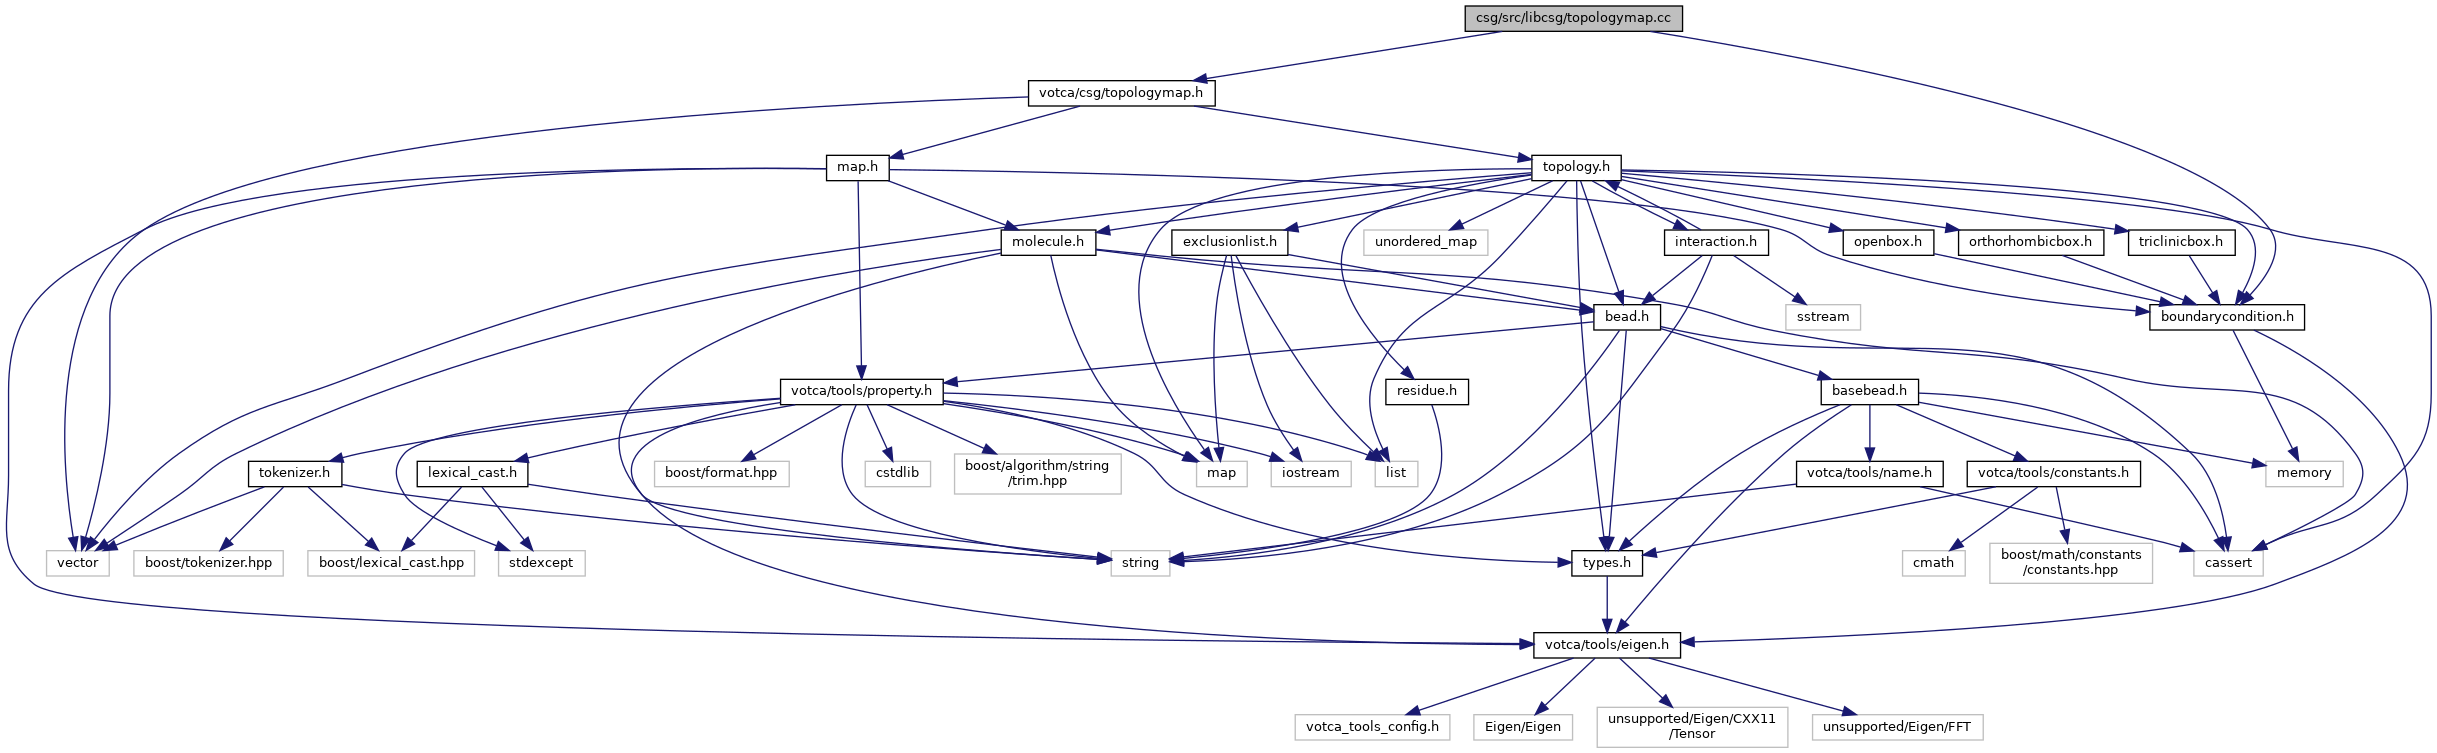 csg/src/libcsg/topologymap.cc
votca/csg/topologymap.h
map.h
topology.h
molecule.h
exclusionlist.h
unordered_map
interaction.h
openbox.h
orthorhombicbox.h
triclinicbox.h
bead.h
sstream
boundarycondition.h
votca/tools/property.h
residue.h
basebead.h
tokenizer.h
lexical_cast.h
boost/format.hpp
cstdlib
boost/algorithm/string
/trim.hpp
map
iostream
list
votca/tools/name.h
votca/tools/constants.h
memory
vector
boost/tokenizer.hpp
boost/lexical_cast.hpp
stdexcept
string
types.h
cmath
boost/math/constants
/constants.hpp
cassert
votca/tools/eigen.h
votca_tools_config.h
Eigen/Eigen
unsupported/Eigen/CXX11
/Tensor
unsupported/Eigen/FFT